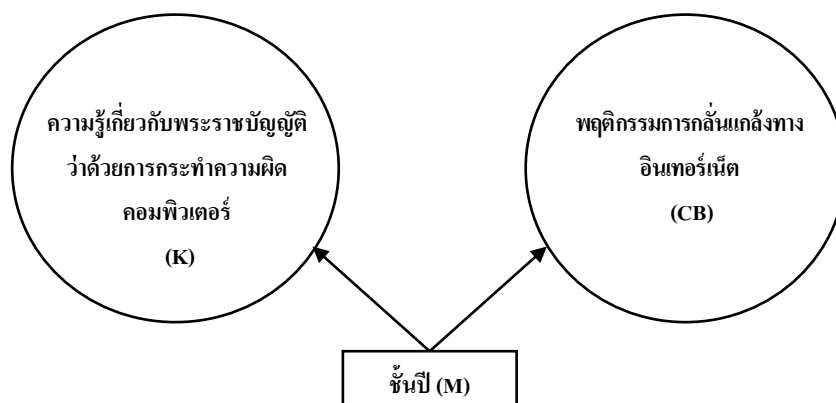 ความรู้เกี่ยวกับพระราชบัญญัติ
ว่าด้วยการกระทำความผิด
คอมพิวเตอร์
(K)
พฤติกรรมการกลั่นแกล้งทาง
อินเทอร์เน็ต
(CB)
ชั้นปี (M)